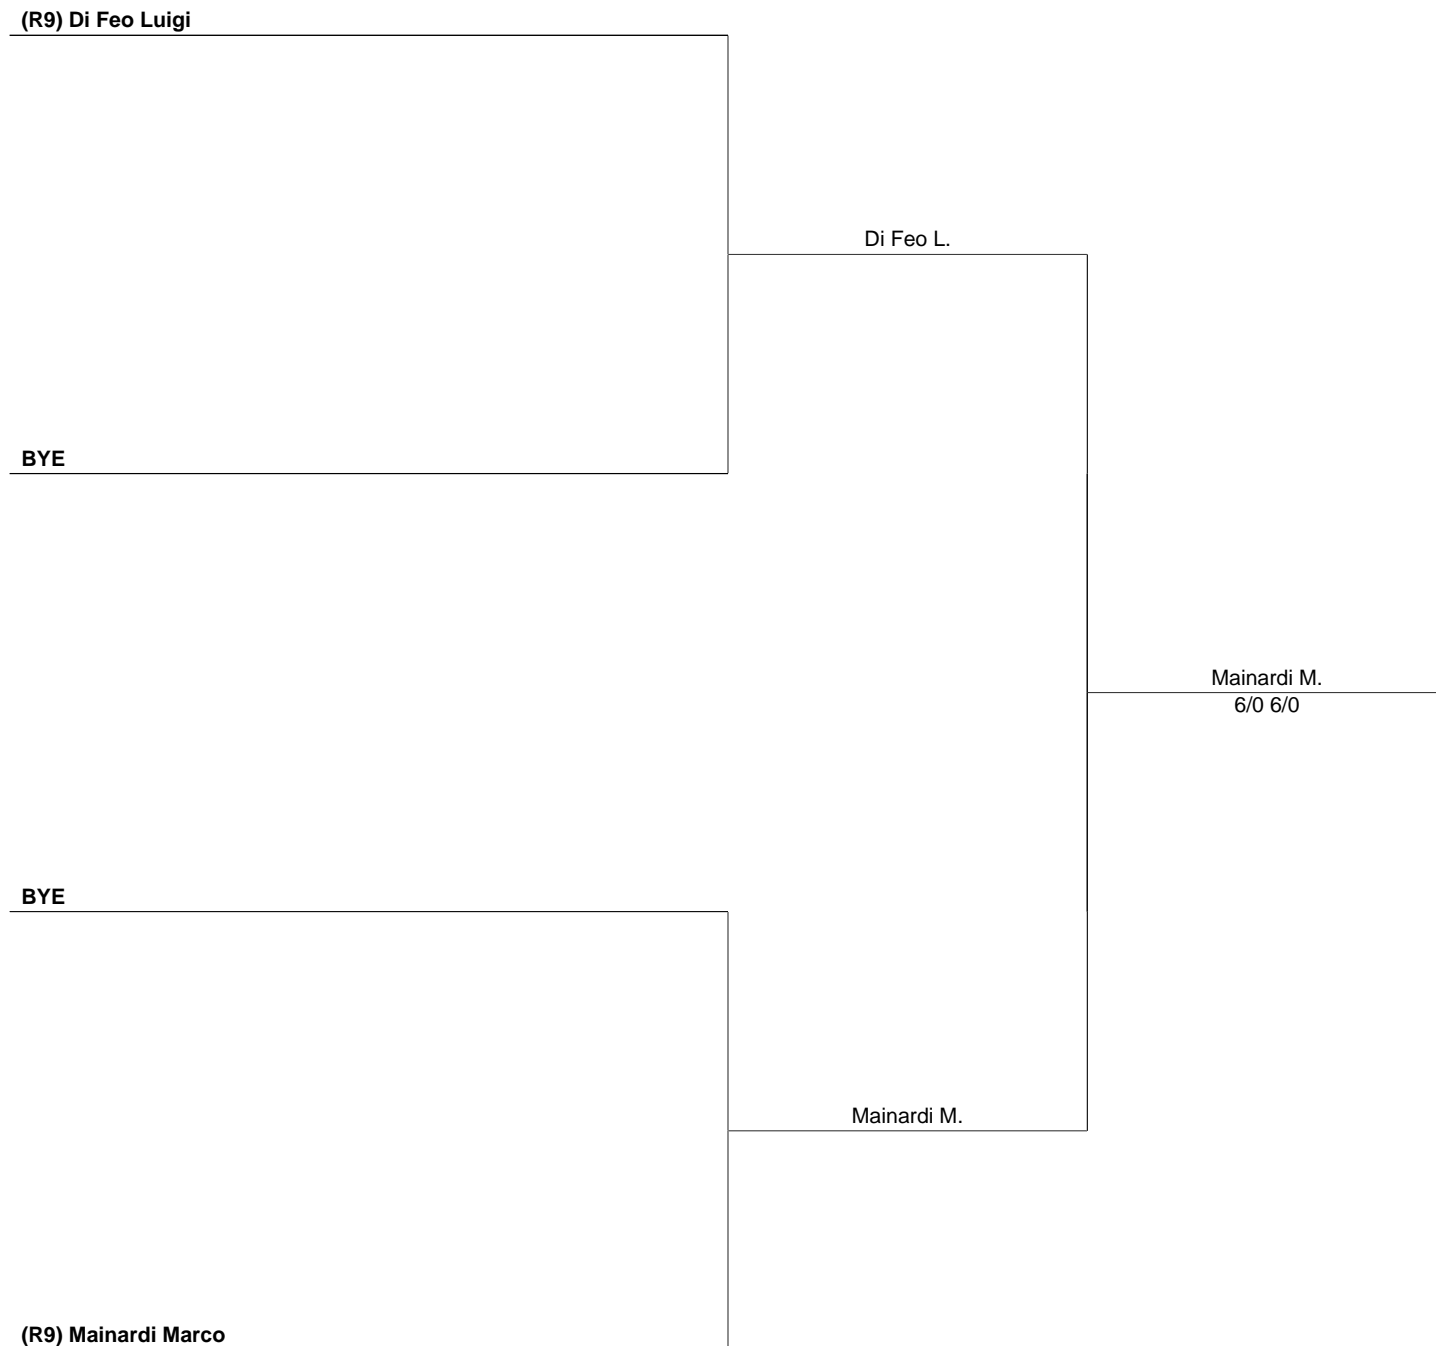 (R9) Di Feo Luigi
Di Feo L.
BYE
Mainardi M.
6/0 6/0
BYE
Mainardi M.
(R9) Mainardi Marco